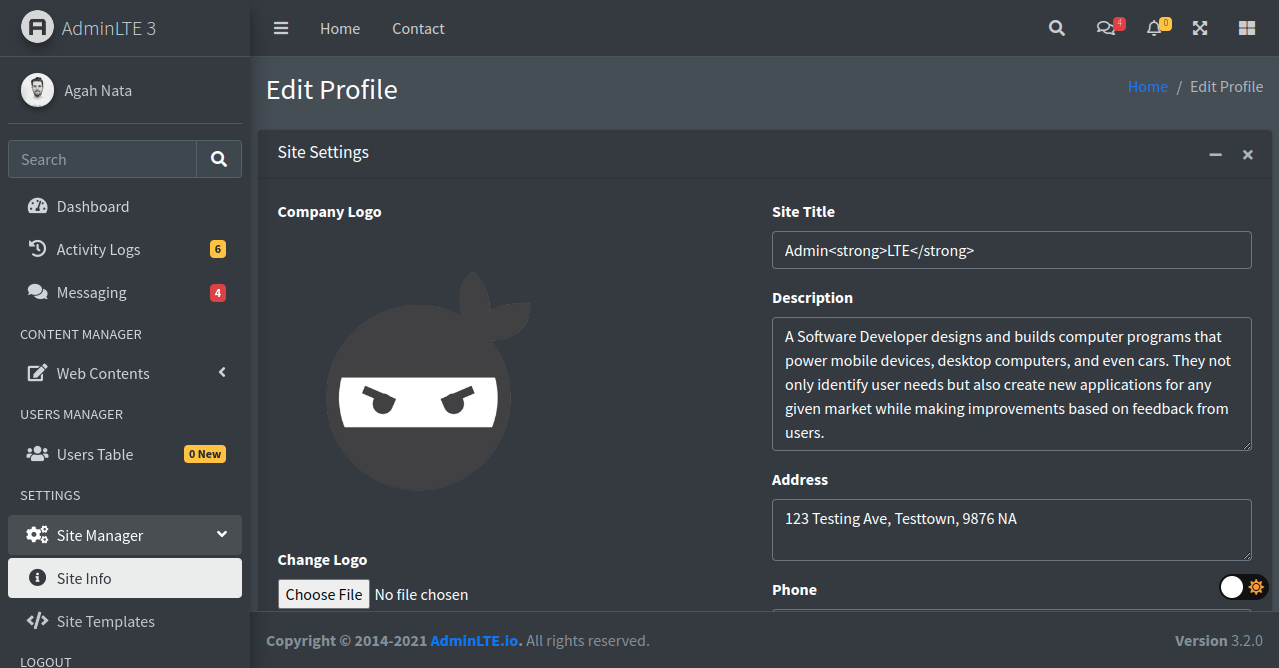 AdminLTE 3
Home
Contact
4
0
Agah Nata
Edit Profile
Home / Edit Profile
Search
Dashboard
Activity Logs
6
Messaging
4
CONTENT MANAGER
Web Contents
USERS MANAGER
Users Table
0 New
SETTINGS
Site Manager
Site Info
Site Templates
LOGOUT
Site Settings
Company Logo
Change Logo
Choose File No file chosen
Site Title
Admin<strong>LTE</strong>
Description
A Software Developer designs and builds computer programs that
power mobile devices, desktop computers, and even cars. They not
only identify user needs but also create new applications for any
given market while making improvements based on feedback from
users.
Address
123 Testing Ave, Testtown, 9876 NA
Phone
Copyright © 2014-2021 AdminLTE.io. All rights reserved.
Version 3.2.0